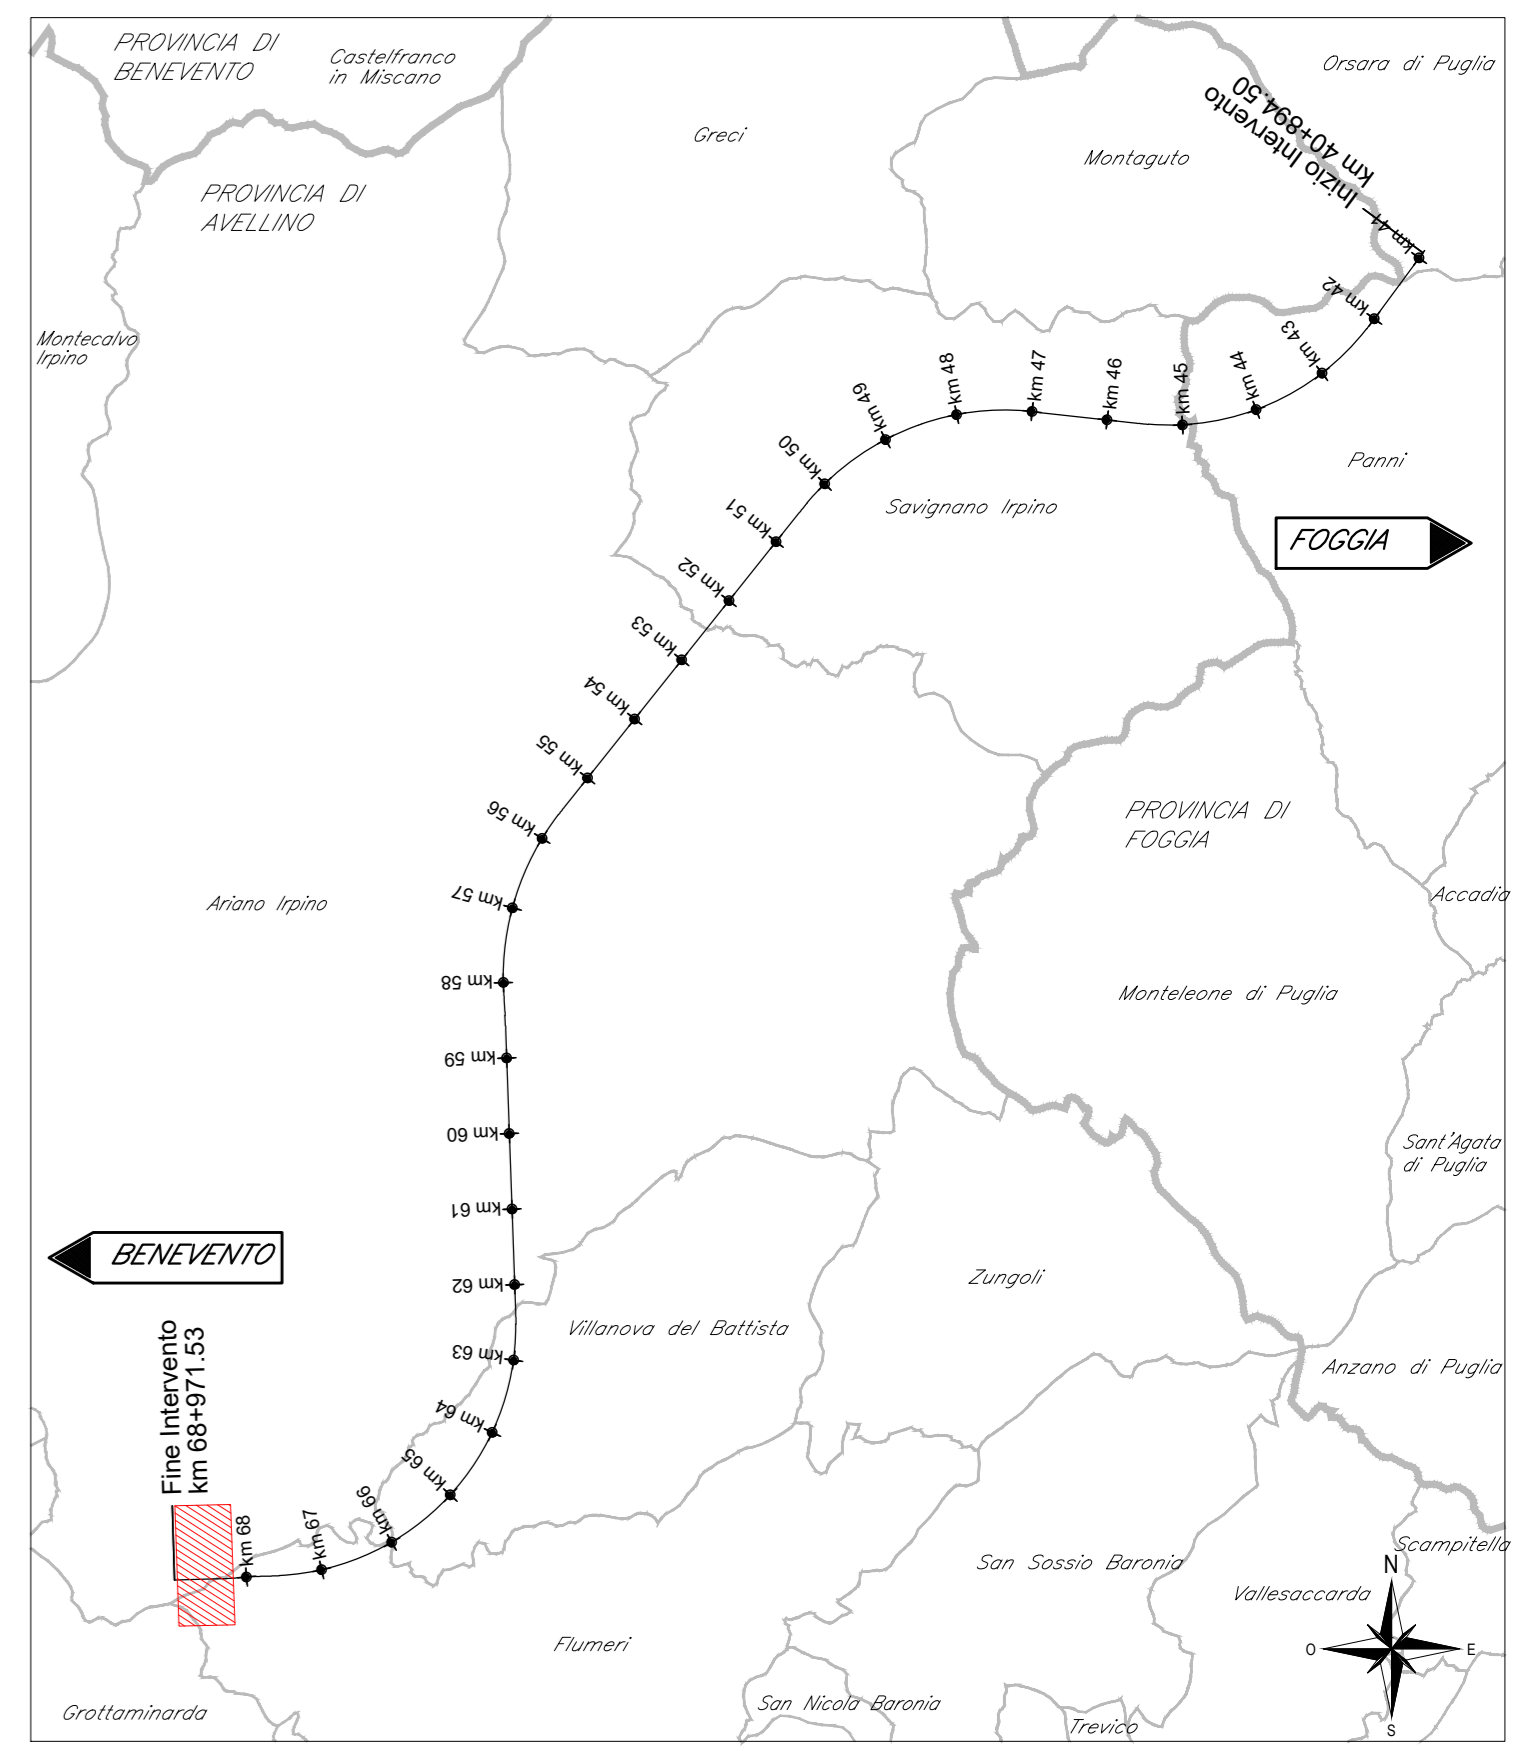 PROVINCIA DI
BENEVENTO
Castelfranco
in Miscano
Orsara di Puglia
Greci
Montaguto
Inizio Intervento
km 40+894.50
PROVINCIA DI
AVELLINO
km 41
km 42
km 43
km 44
km 45
km 46
km 47
km 48
km 49
km 50
km 51
km 52
km 53
km 54
km 55
km 56
km 57
km 58
km 59
km 60
km 61
km 62
km 63
km 64
km 65
km 66
km 67
km 68
Montecalvo
Irpino
Panni
Savignano Irpino
FOGGIA
PROVINCIA DI
FOGGIA
Accadia
Ariano Irpino
Monteleone di Puglia
Sant'Agata
di Puglia
BENEVENTO
Zungoli
Villanova del Battista
Anzano di Puglia
Fine Intervento
km 68+971.53
Scampitella
San Sossio Baronia
Vallesaccarda
N
O
E
S
Flumeri
San Nicola Baronia
Grottaminarda
Trevico